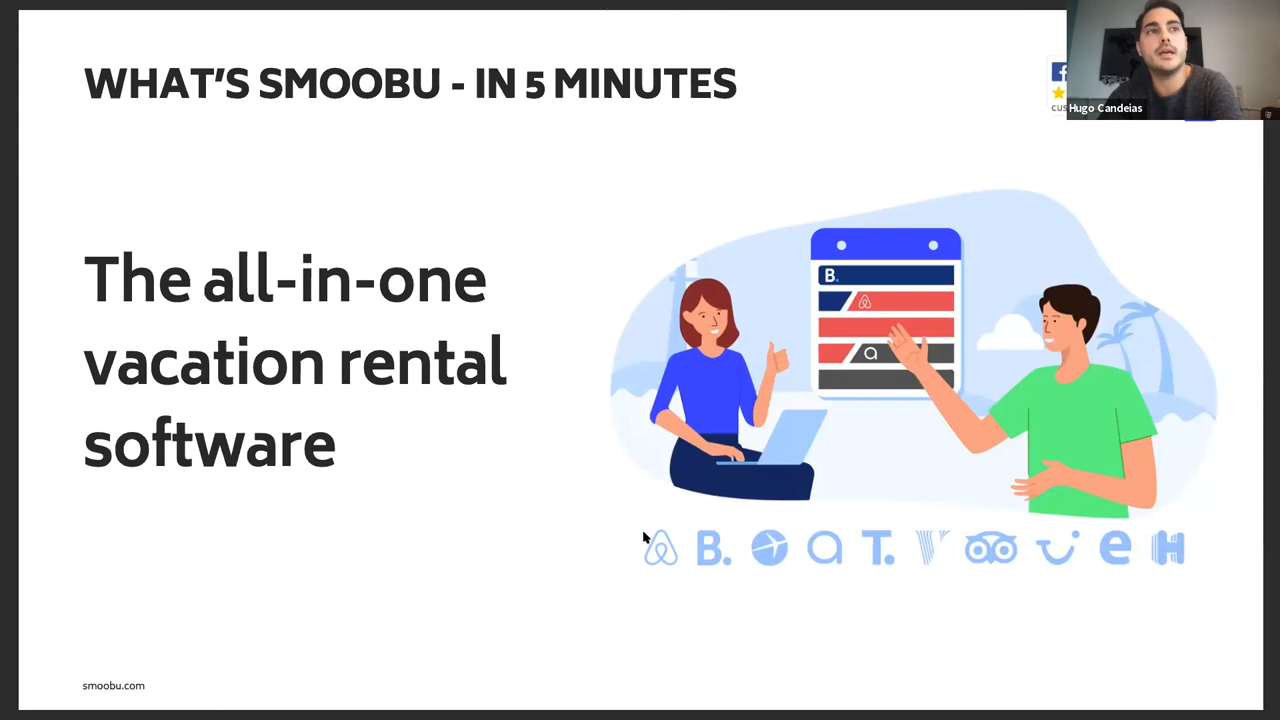 WHAT'S SMOOBU - IN 5 MINUTES
Hugo Candeias
The all-in-one
vacation rental
software
B.
B.
T.
e
H
smoobu.com